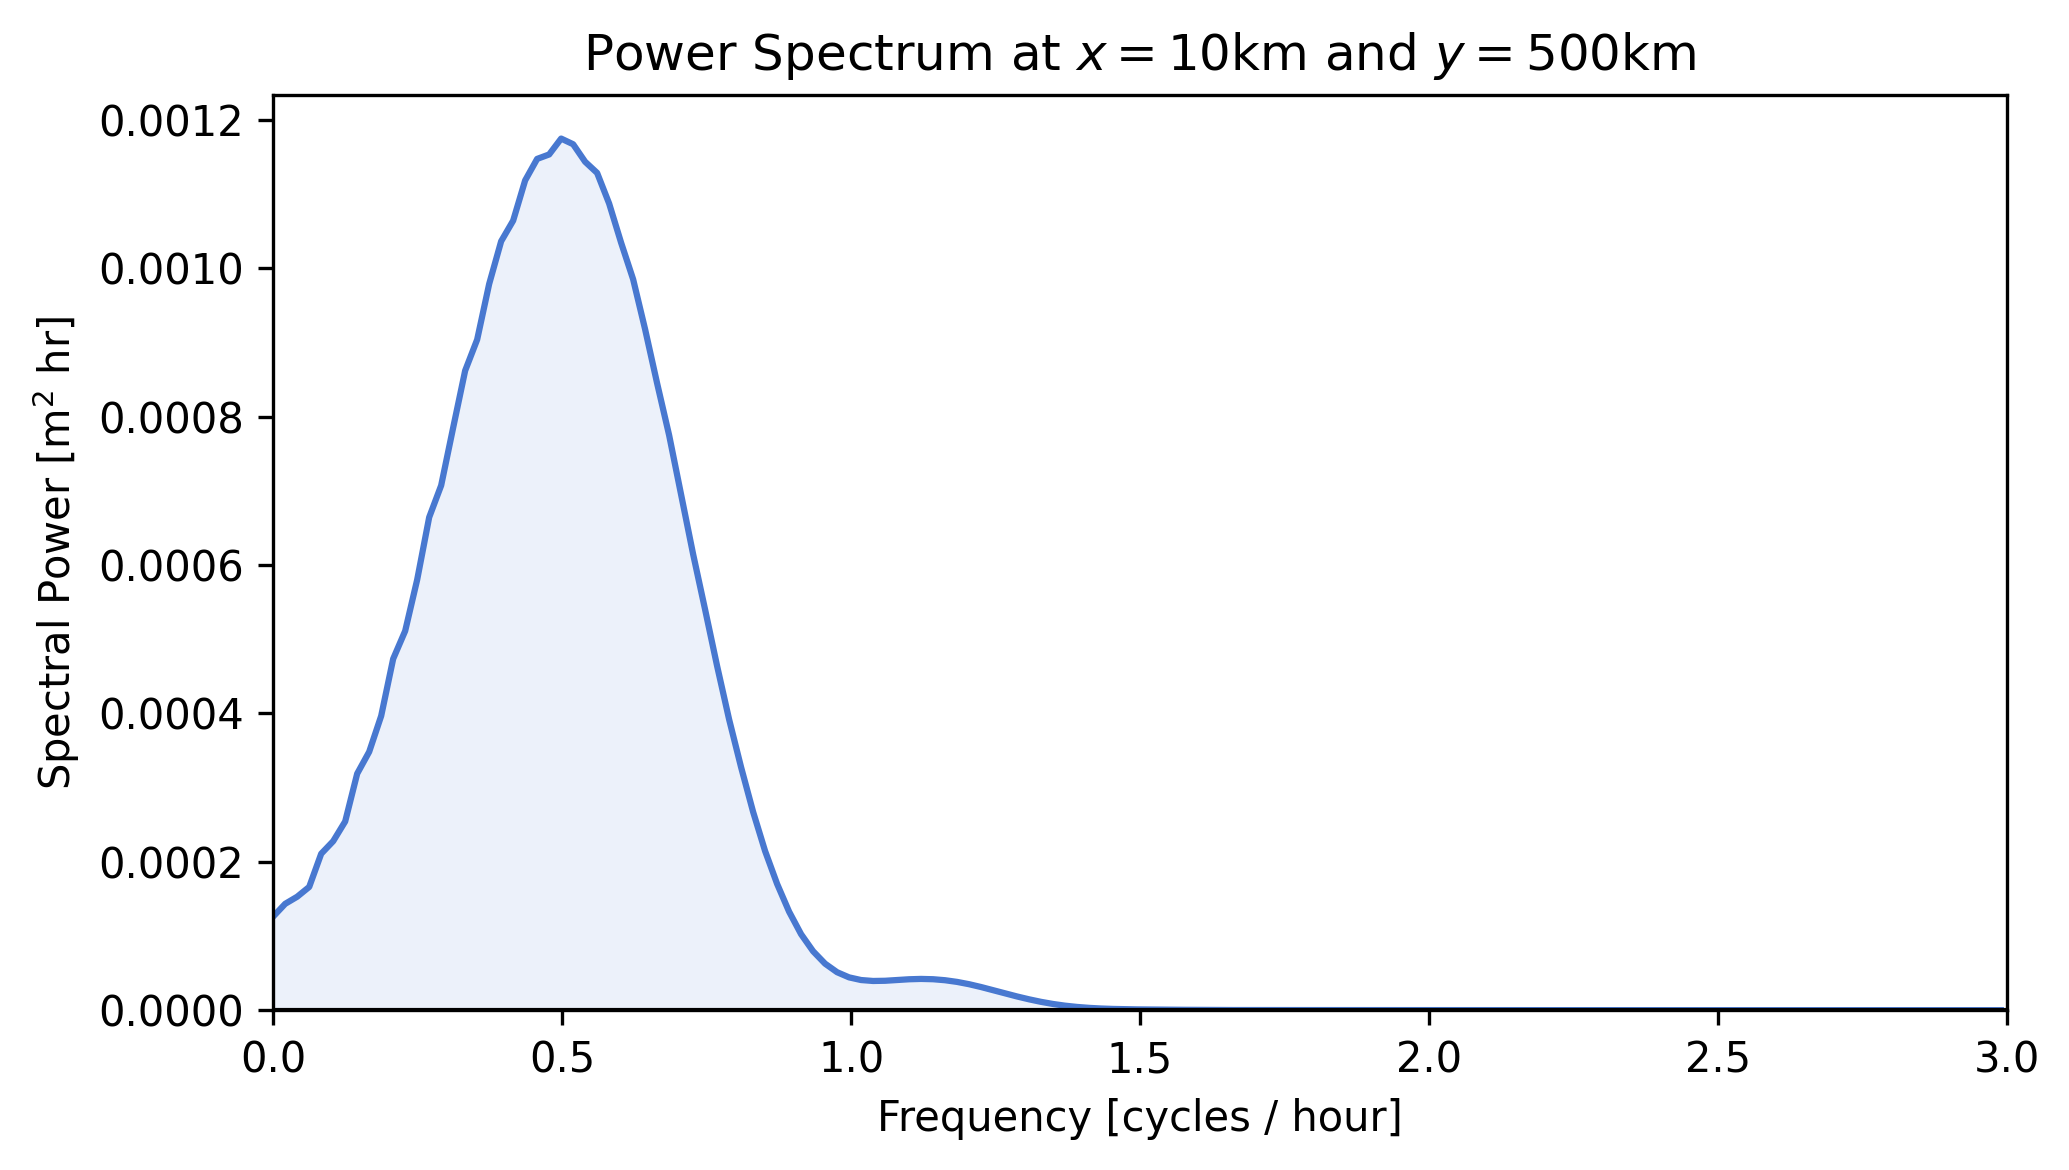 Power Spectrum at x = 10km and y = 500km
Spectral Power [m² hr]
0.0012
0.0010
0.0008
0.0006
0.0004
0.0002
0.0000
0.0 0.5 1.0 1.5 2.0 2.5 3.0
Frequency [cycles / hour]